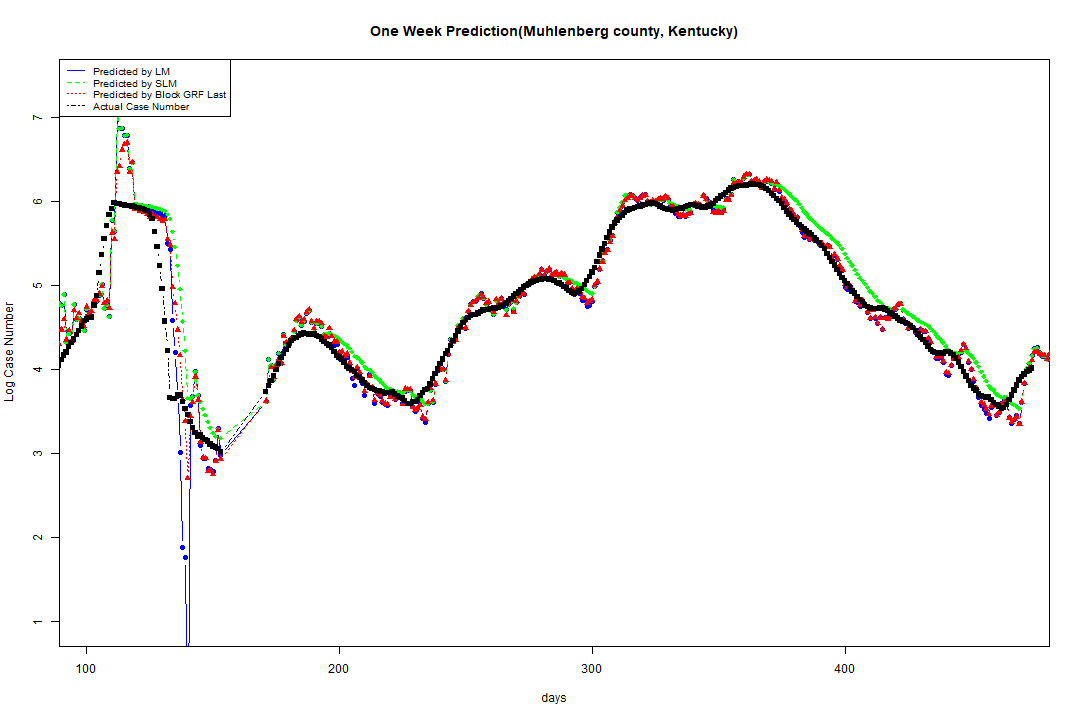 One Week Prediction(Muhlenberg county, Kentucky)
Predicted by LM
Predicted by SLM
Predicted by Block GRF Last
Actual Case Number
Log Case Number
7
6
5
4
3
2
1
100
200
300
400
days